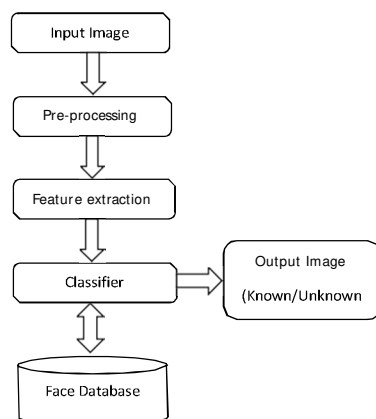 Input Image
Pre-processing
Feature extraction
Classifier
Output Image
(Known/Unknown
Face Database